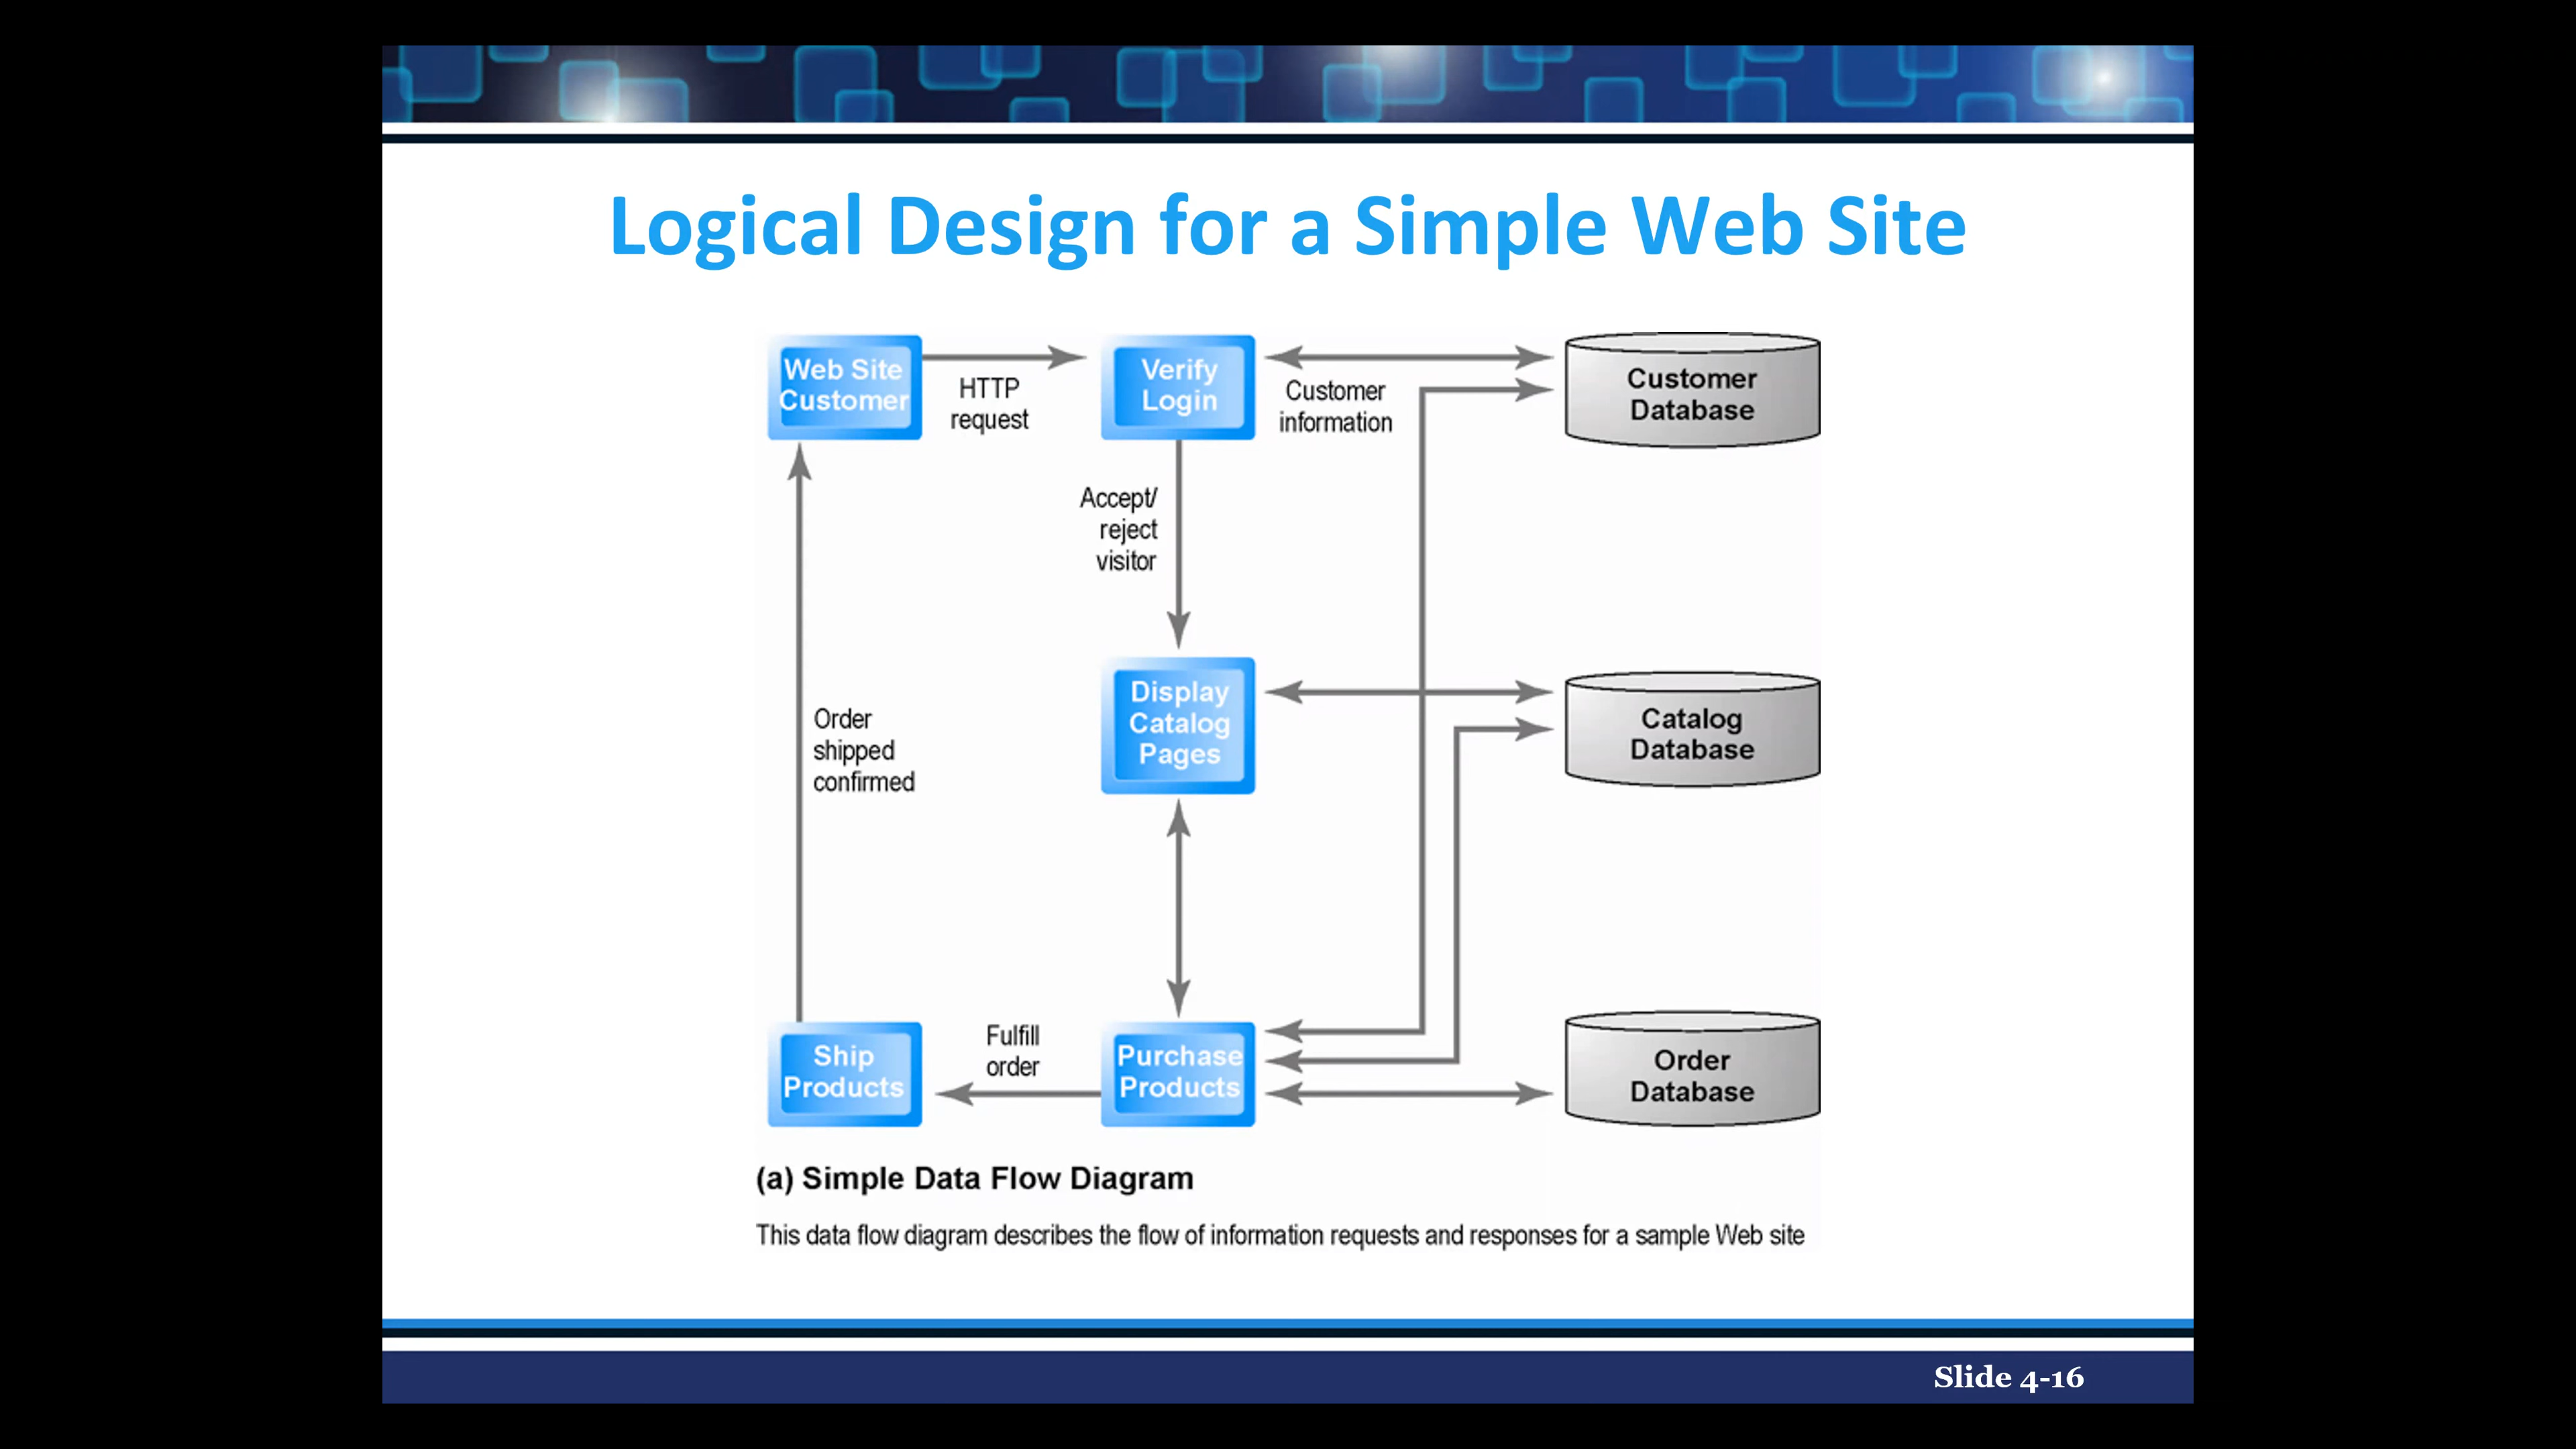 Logical Design for a Simple Web Site
Web Site
Customer
HTTP
request
Verify
Login
Customer
information
Customer
Database
Accept/
reject
visitor
Order
shipped
confirmed
Display
Catalog
Pages
Catalog
Database
Ship
Products
Fulfill
order
Purchase
Products
Order
Database
(a) Simple Data Flow Diagram
This data flow diagram describes the flow of information requests and responses for a sample Web site
Slide 4-16